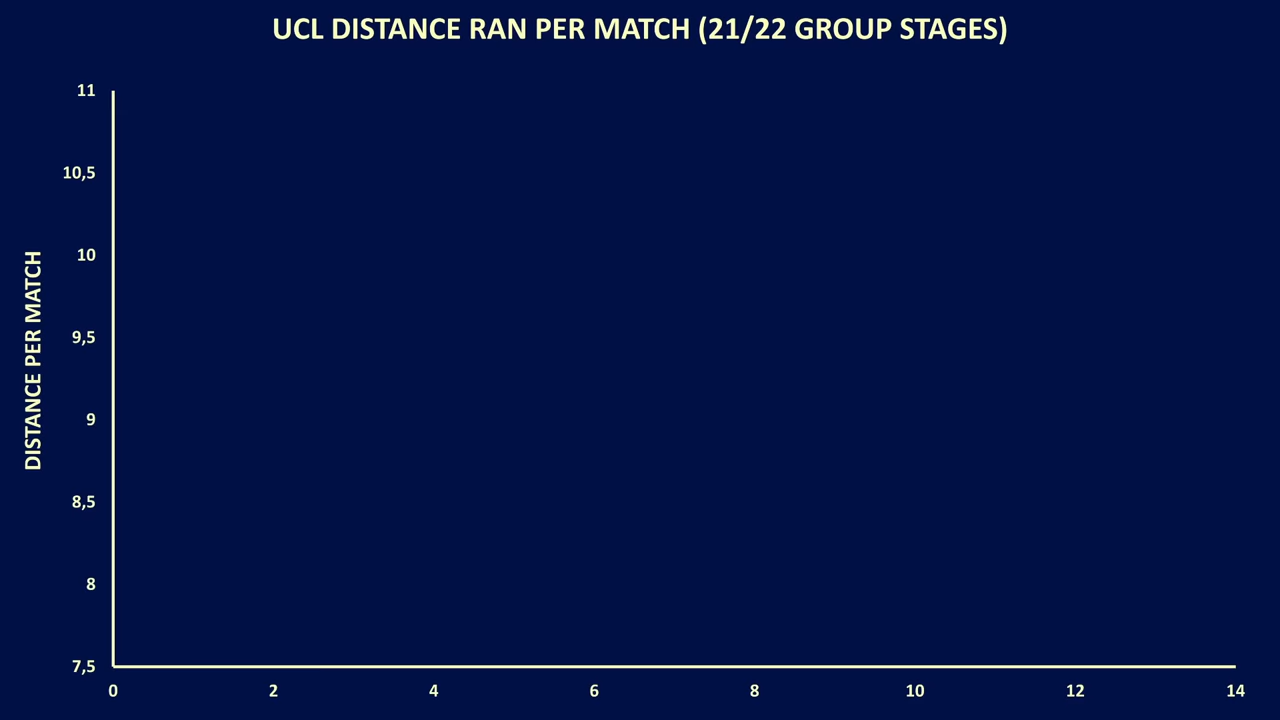 UCL DISTANCE RAN PER MATCH (21/22 GROUP STAGES)
DISTANCE PER MATCH
11
10,5
10
9,5
9
8,5
8
7,5
0 2 4 6 8 10 12 14